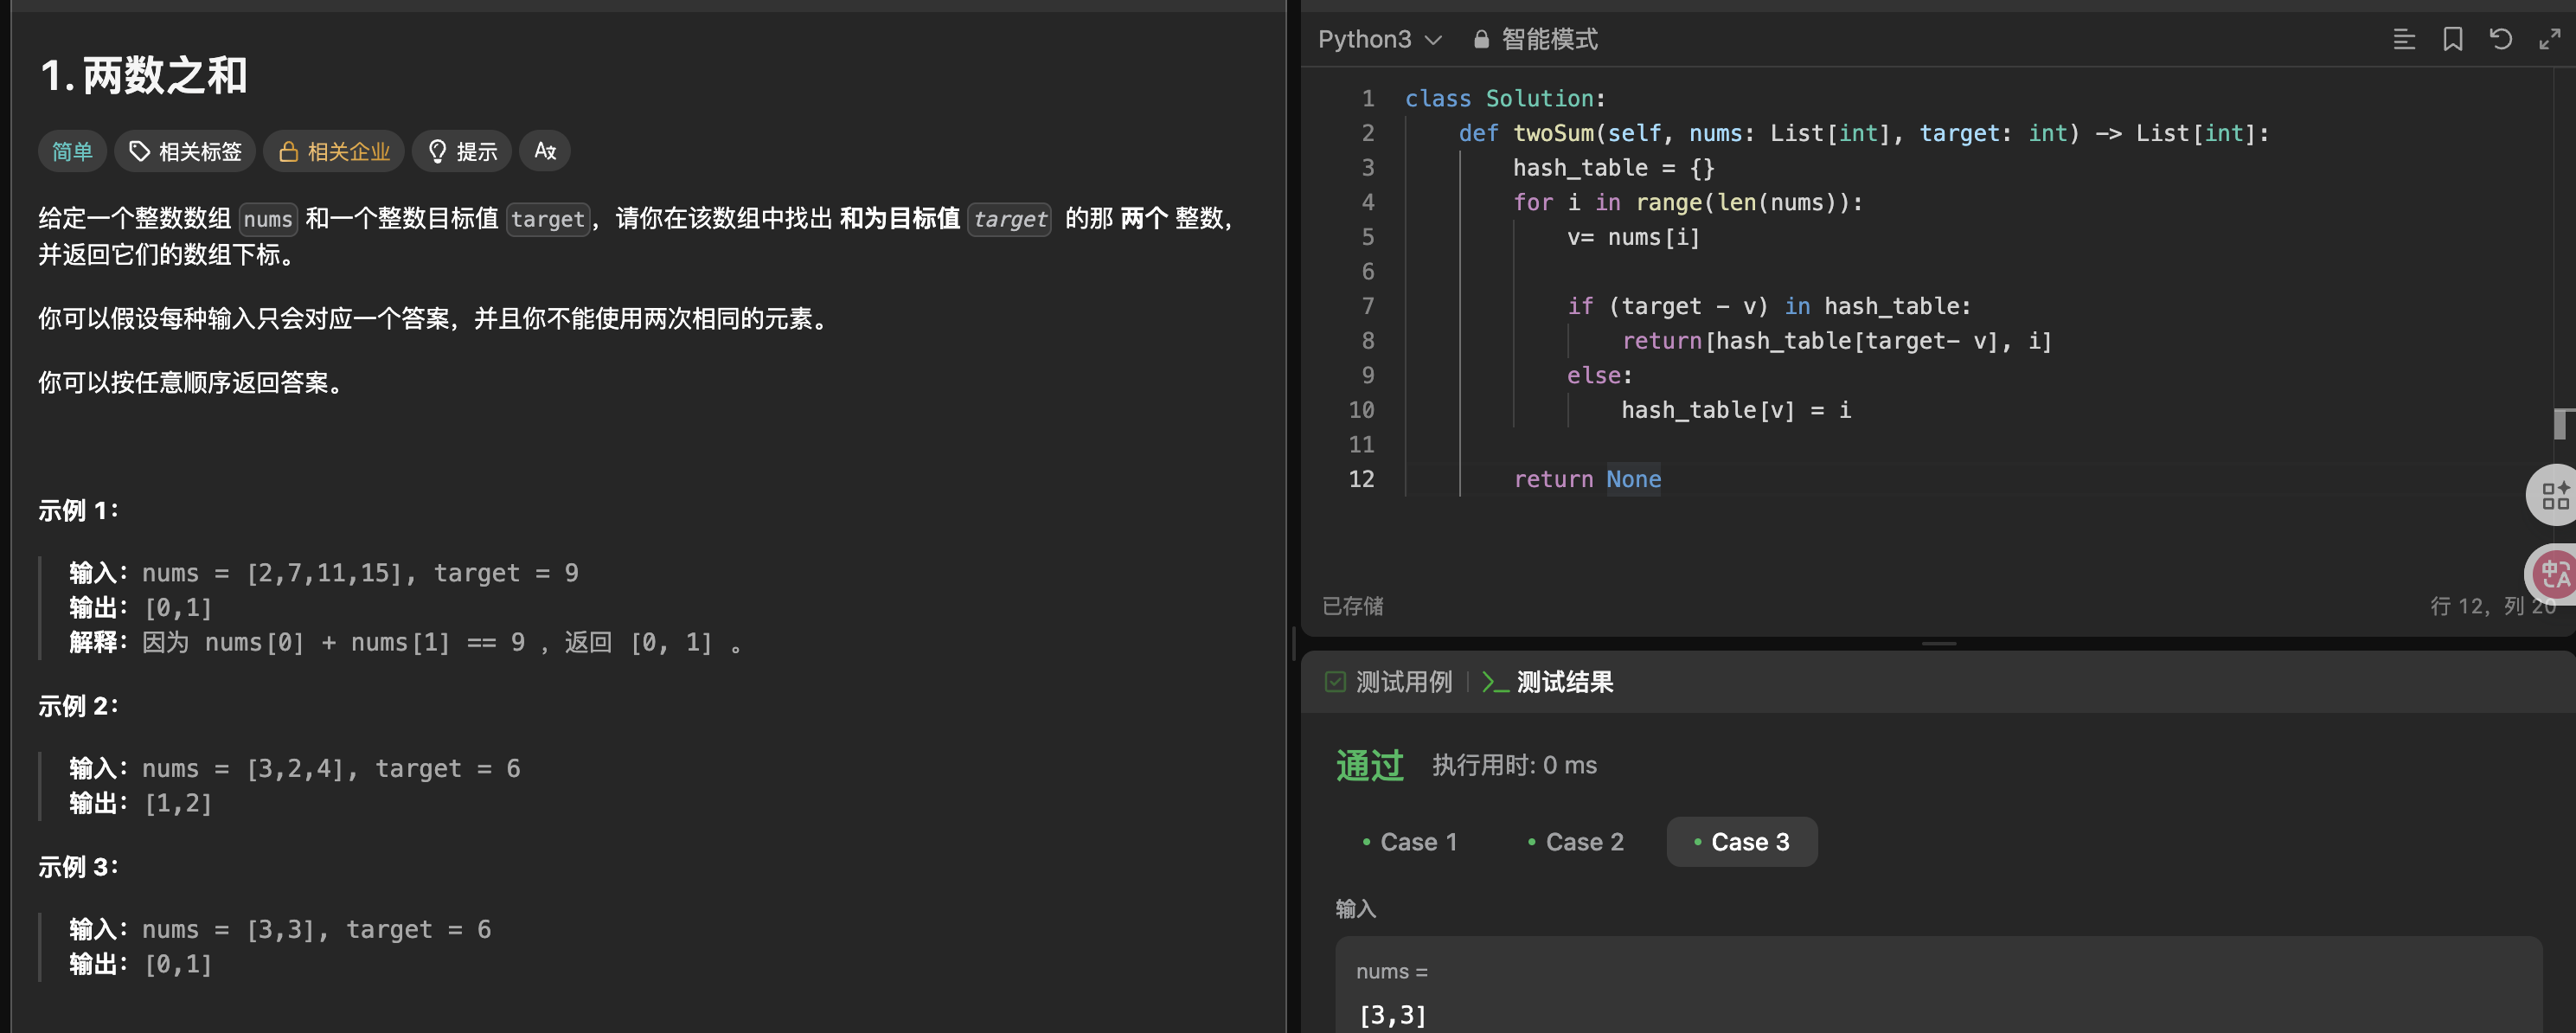 1. 两数之和
简单 相关标签 相关企业 提示
给定一个整数数组 nums 和一个整数目标值 target，请你在该数组中找出 和为目标值 target 的那 两个 整数，
并返回它们的数组下标。
你可以假设每种输入只会对应一个答案，并且你不能使用两次相同的元素。
你可以按任意顺序返回答案。
示例 1：
输入：nums = [2,7,11,15], target = 9
输出：[0,1]
解释：因为 nums[0] + nums[1] == 9 ，返回 [0, 1] 。
示例 2：
输入：nums = [3,2,4], target = 6
输出：[1,2]
示例 3：
输入：nums = [3,3], target = 6
输出：[0,1]
Python3 智能模式
1 class Solution:
2     def twoSum(self, nums: List[int], target: int) -> List[int]:
3         hash_table = {}
4         for i in range(len(nums)):
5             v= nums[i]
6
7             if (target - v) in hash_table:
8                 return[hash_table[target- v], i]
9             else:
10                 hash_table[v] = i
11
12         return None
已存储 行 12，列 20
测试用例 | 测试结果
通过 执行用时: 0 ms
• Case 1 • Case 2 • Case 3
输入
nums =
[3,3]